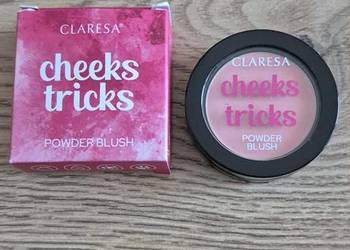 CLARESA®
cheeks
tricks
POWDER BLUSH
CLARESA
cheeks
tricks
POWDER
BLUSH